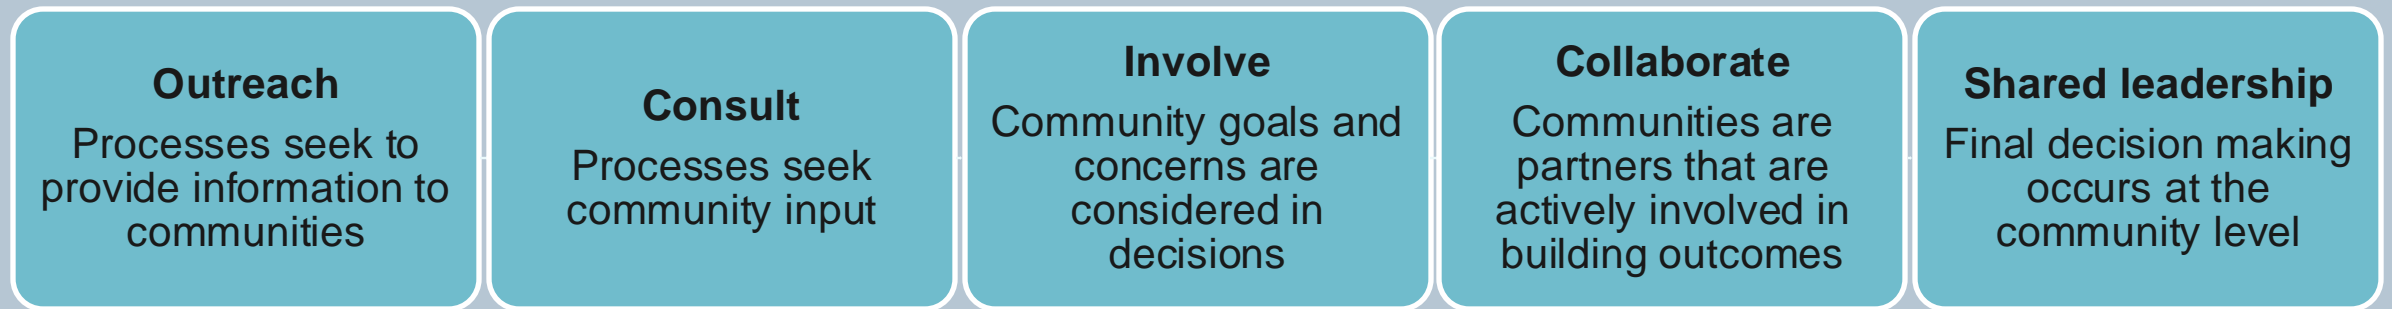 Outreach
Processes seek to
provide information to
communities
Consult
Processes seek
community input
Involve
Community goals and
concerns are
considered in
decisions
Collaborate
Communities are
partners that are
actively involved in
building outcomes
Shared leadership
Final decision making
occurs at the
community level